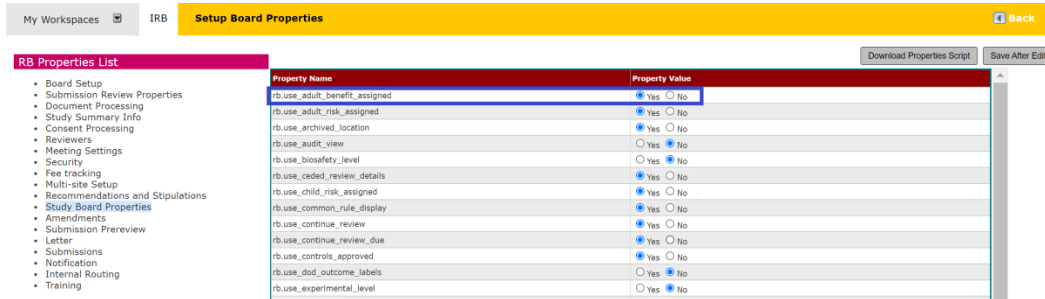 My Workspaces IRB Setup Board Properties Back
Download Properties Script Save After Edi
RB Properties List
Board Setup
Submission Review Properties
Document Processing
Study Summary Info
Consent Processing
Reviewers
Meeting Settings
Security
Fee tracking
Multi-site Setup
Recommendations and Stipulations
Study Board Properties
Amendments
Submission Prereview
Letter
Submissions
Notification
Internal Routing
Training
Property Name Property Value
rb.use_adult_benefit_assigned Yes No
rb.use_adult_risk_assigned Yes No
rb.use_archived_location Yes No
rb.use_audit_view Yes No
rb.use_biosafety_level Yes No
rb.use_ceded_review_details Yes No
rb.use_child_risk_assigned Yes No
rb.use_common_rule_display Yes No
rb.use_continue_review Yes No
rb.use_continue_review_due Yes No
rb.use_controls_approved Yes No
rb.use_dod_outcome_labels Yes No
rb.use_experimental_level Yes No